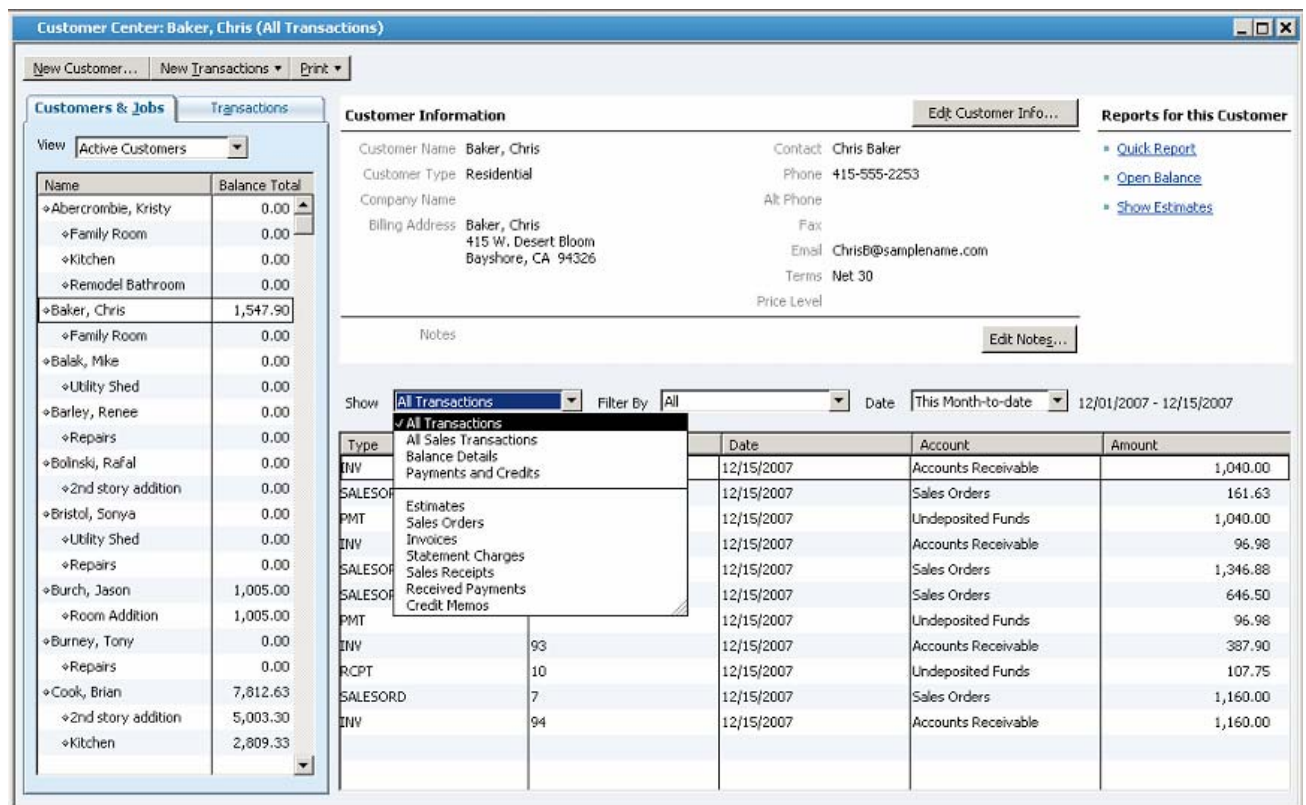 Customer Center: Baker, Chris (All Transactions)
New Customer... New Transactions Print
Customers & Jobs Transactions
View Active Customers
Name Balance Total
Abercrombie, Kristy 0.00
Family Room 0.00
Kitchen 0.00
Remodel Bathroom 0.00
Baker, Chris 1,547.90
Family Room 0.00
Balak, Mike 0.00
Utility Shed 0.00
Barley, Renee 0.00
Repairs 0.00
Bolinski, Rafal 0.00
2nd story addition 0.00
Bristol, Sonya 0.00
Utility Shed 0.00
Repairs 0.00
Burch, Jason 1,005.00
Room Addition 1,005.00
Burney, Tony 0.00
Repairs 0.00
Cook, Brian 7,812.63
2nd story addition 5,003.30
Kitchen 2,809.33
Customer Information Edit Customer Info...
Customer Name Baker, Chris Contact Chris Baker
Customer Type Residential Phone 415-555-2253
Company Name Alt Phone
Billing Address Baker, Chris Fax
415 W. Desert Bloom
Bayshore, CA 94326
Email ChrisB@samplename.com
Terms Net 30
Price Level
Notes Edit Notes...
Reports for this Customer
Quick Report
Open Balance
Show Estimates
Show All Transactions Filter By All Date This Month-to-date 12/01/2007 - 12/15/2007
All Transactions
All Sales Transactions
Balance Details
Payments and Credits
Estimates
Sales Orders
Invoices
Statement Charges
Sales Receipts
Received Payments
Credit Memos
Type Date Account Amount
INV 12/15/2007 Accounts Receivable 1,040.00
SALESOR 12/15/2007 Sales Orders 161.63
PMT 12/15/2007 Undeposited Funds 1,040.00
INV 12/15/2007 Accounts Receivable 96.98
SALESOR 12/15/2007 Sales Orders 1,346.88
SALESOR 12/15/2007 Sales Orders 646.50
PMT 12/15/2007 Undeposited Funds 96.98
INV 93 12/15/2007 Accounts Receivable 387.90
RCPT 10 12/15/2007 Undeposited Funds 107.75
SALESORD 7 12/15/2007 Sales Orders 1,160.00
INV 94 12/15/2007 Accounts Receivable 1,160.00